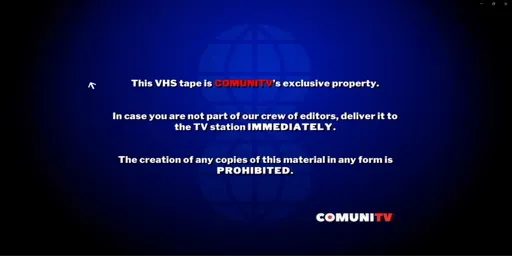 This VHS tape is COMUNITV's exclusive property.
In case you are not part of our crew of editors, deliver it to
the TV station IMMEDIATELY.
The creation of any copies of this material in any form is
PROHIBITED.
COMUNITV